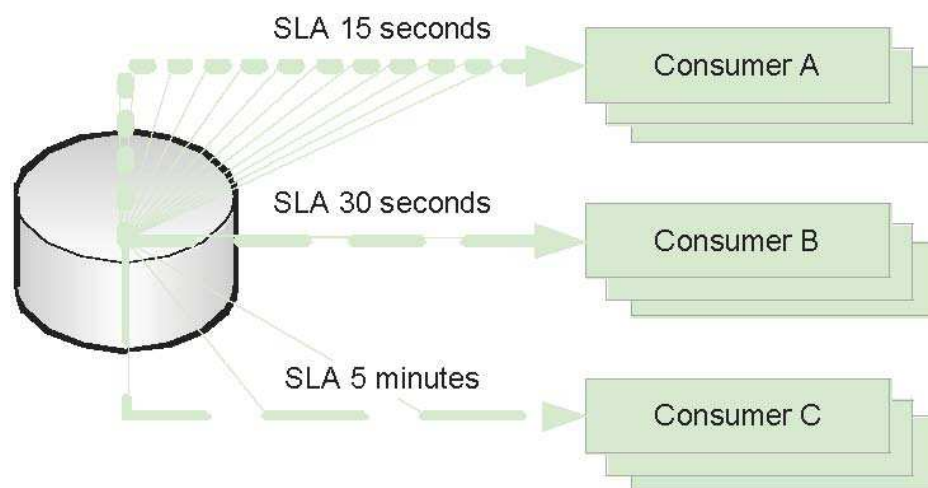 SLA 15 seconds
Consumer A
SLA 30 seconds
Consumer B
SLA 5 minutes
Consumer C